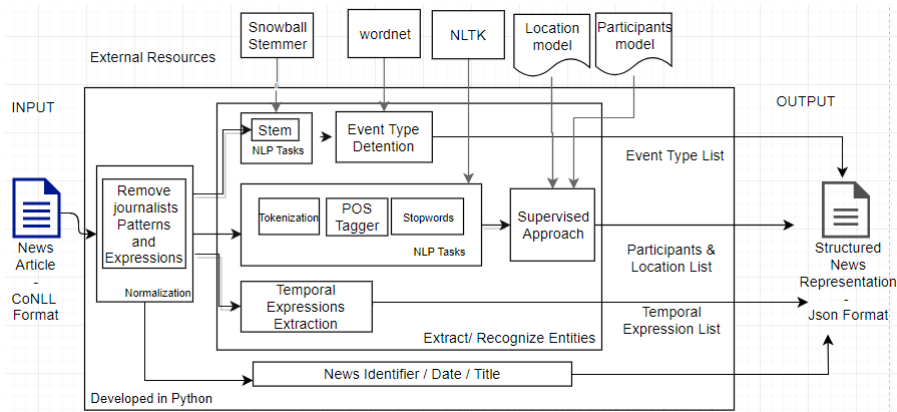 Snowball
Stemmer
wordnet
NLTK
Location
model
Participants
model
External Resources
INPUT
OUTPUT
Stem
NLP Tasks
Event Type
Detention
Event Type List
Remove
journalists
Patterns
and
Expressions
Normalization
Tokenization
POS
Tagger
Stopwords
NLP Tasks
Supervised
Approach
Participants &
Location List
News
Article
-
CoNLL
Format
Structured
News
Representation
-
Json Format
Temporal
Expressions
Extraction
Temporal
Expression List
Extract/ Recognize Entities
News Identifier / Date / Title
Developed in Python